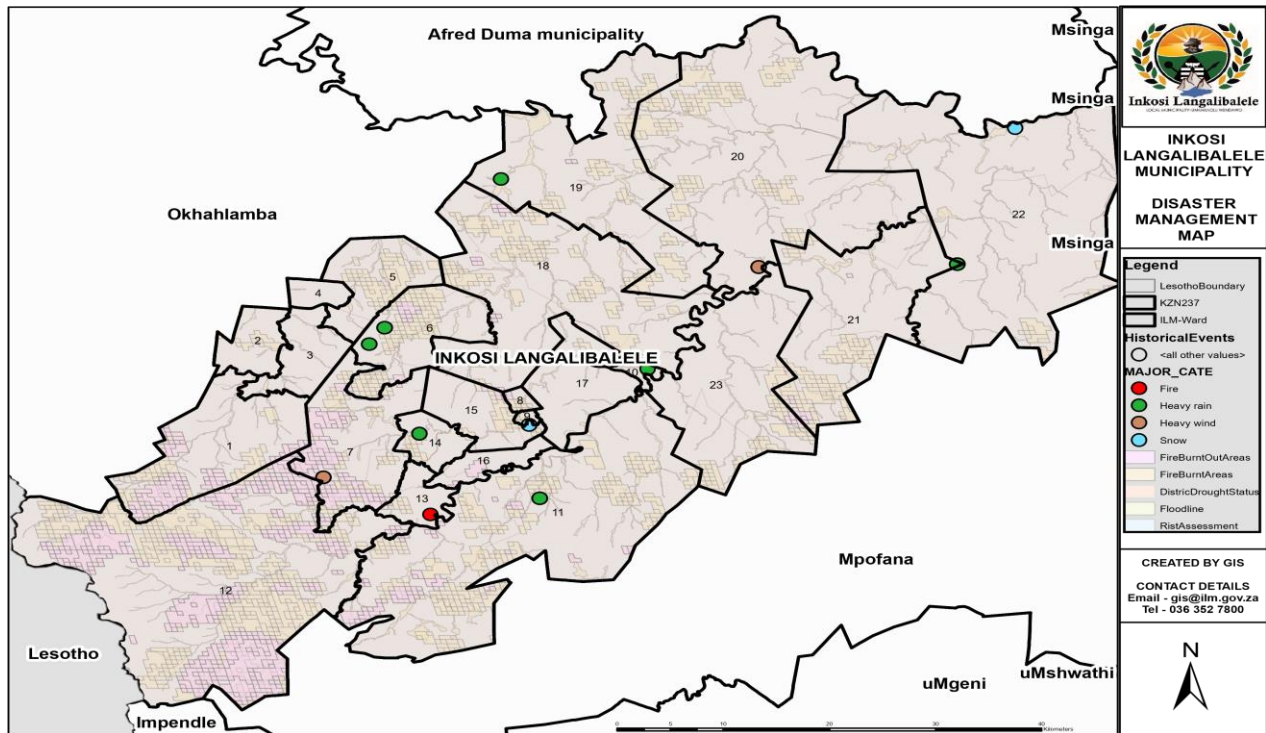 Afred Duma municipality
Msinga
Msinga
Msinga
Okhahlamba
20
19
22
18
5
4
6
2
3
21
INKOSI LANGALIBALELE
10
17
23
8
15
9
14
1
7
16
13
11
12
Mpofana
Lesotho
uMgeni
uMshwathi
Impendle
0 5 10 20 30 40
Kilometers
Inkosi Langalibalele
INKOSI
LANGALIBALELE
MUNICIPALITY
DISASTER
MANAGEMENT
MAP
Legend
LesothoBoundary
KZN237
ILM-Ward
HistoricalEvents
<all other values>
MAJOR_CATE
Fire
Heavy rain
Heavy wind
Snow
FireBurntOutAreas
FireBurntAreas
DistricDroughtStatus
Floodline
RistAssessment
CREATED BY GIS
CONTACT DETAILS
Email - gis@ilm.gov.za
Tel - 036 352 7800
N